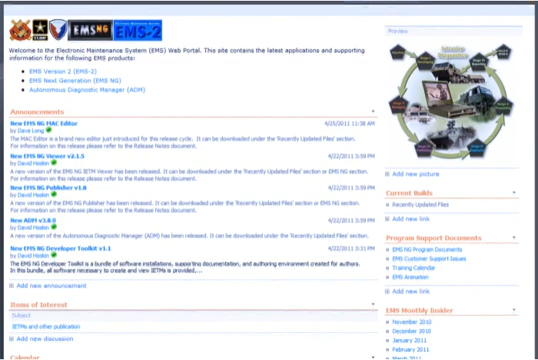 EMS NG
EMS-2
Preview
Welcome to the Electronic Maintenance System (EMS) Web Portal. This site contains the latest applications and supporting
information for the following EMS products:
EMS Version 2 (EMS-2)
EMS Next Generation (EMS NG)
Autonomous Diagnostic Manager (ADM)
Announcements
New EMS NG MAC Editor 4/25/2011 11:38 AM
by Dave Long
The MAC Editor is a brand new editor just introduced for this release cycle. It can be downloaded under the 'Recently Updated Files' section.
For information on this release please refer to the Release Notes document.
New EMS NG Viewer v2.1.5 4/22/2011 3:59 PM
by David Hoskin
A new version of the EMS NG IETM Viewer has been released. It can be downloaded under the 'Recently Updated Files' section or EMS NG section.
For information on this release please refer to the Release Notes document.
New EMS NG Publisher v1.8 4/22/2011 3:59 PM
by David Hoskin
A new version of the EMS NG Publisher has been released. It can be downloaded under the 'Recently Updated Files' section or EMS NG section.
For information on this release please refer to the Release Notes document.
New ADM v3.8.0 4/22/2011 3:59 PM
by David Hoskin
A new version of the Autonomous Diagnostic Manager (ADM) has been released. It can be downloaded under the 'Recently Updated Files' section.
New EMS NG Developer Toolkit v1.1 4/22/2011 3:31 PM
by David Hoskin
The EMS NG Developer Toolkit is a bundle of software installations, supporting documentation, and authoring environment created for authors.
In this bundle, all software necessary to create and view IETMs is provided,...
Add new announcement
Items of Interest
Subject
IETMs and other publication
Add new discussion
Calendar
Add new picture
Current Builds
Recently Updated Files
Add new link
Program Support Documents
EMS NG Program Documents
EMS Customer Support Issues
Training Calendar
EMS Animation
Add new link
EMS Monthly Insider
November 2010
December 2010
January 2011
February 2011
March 2011